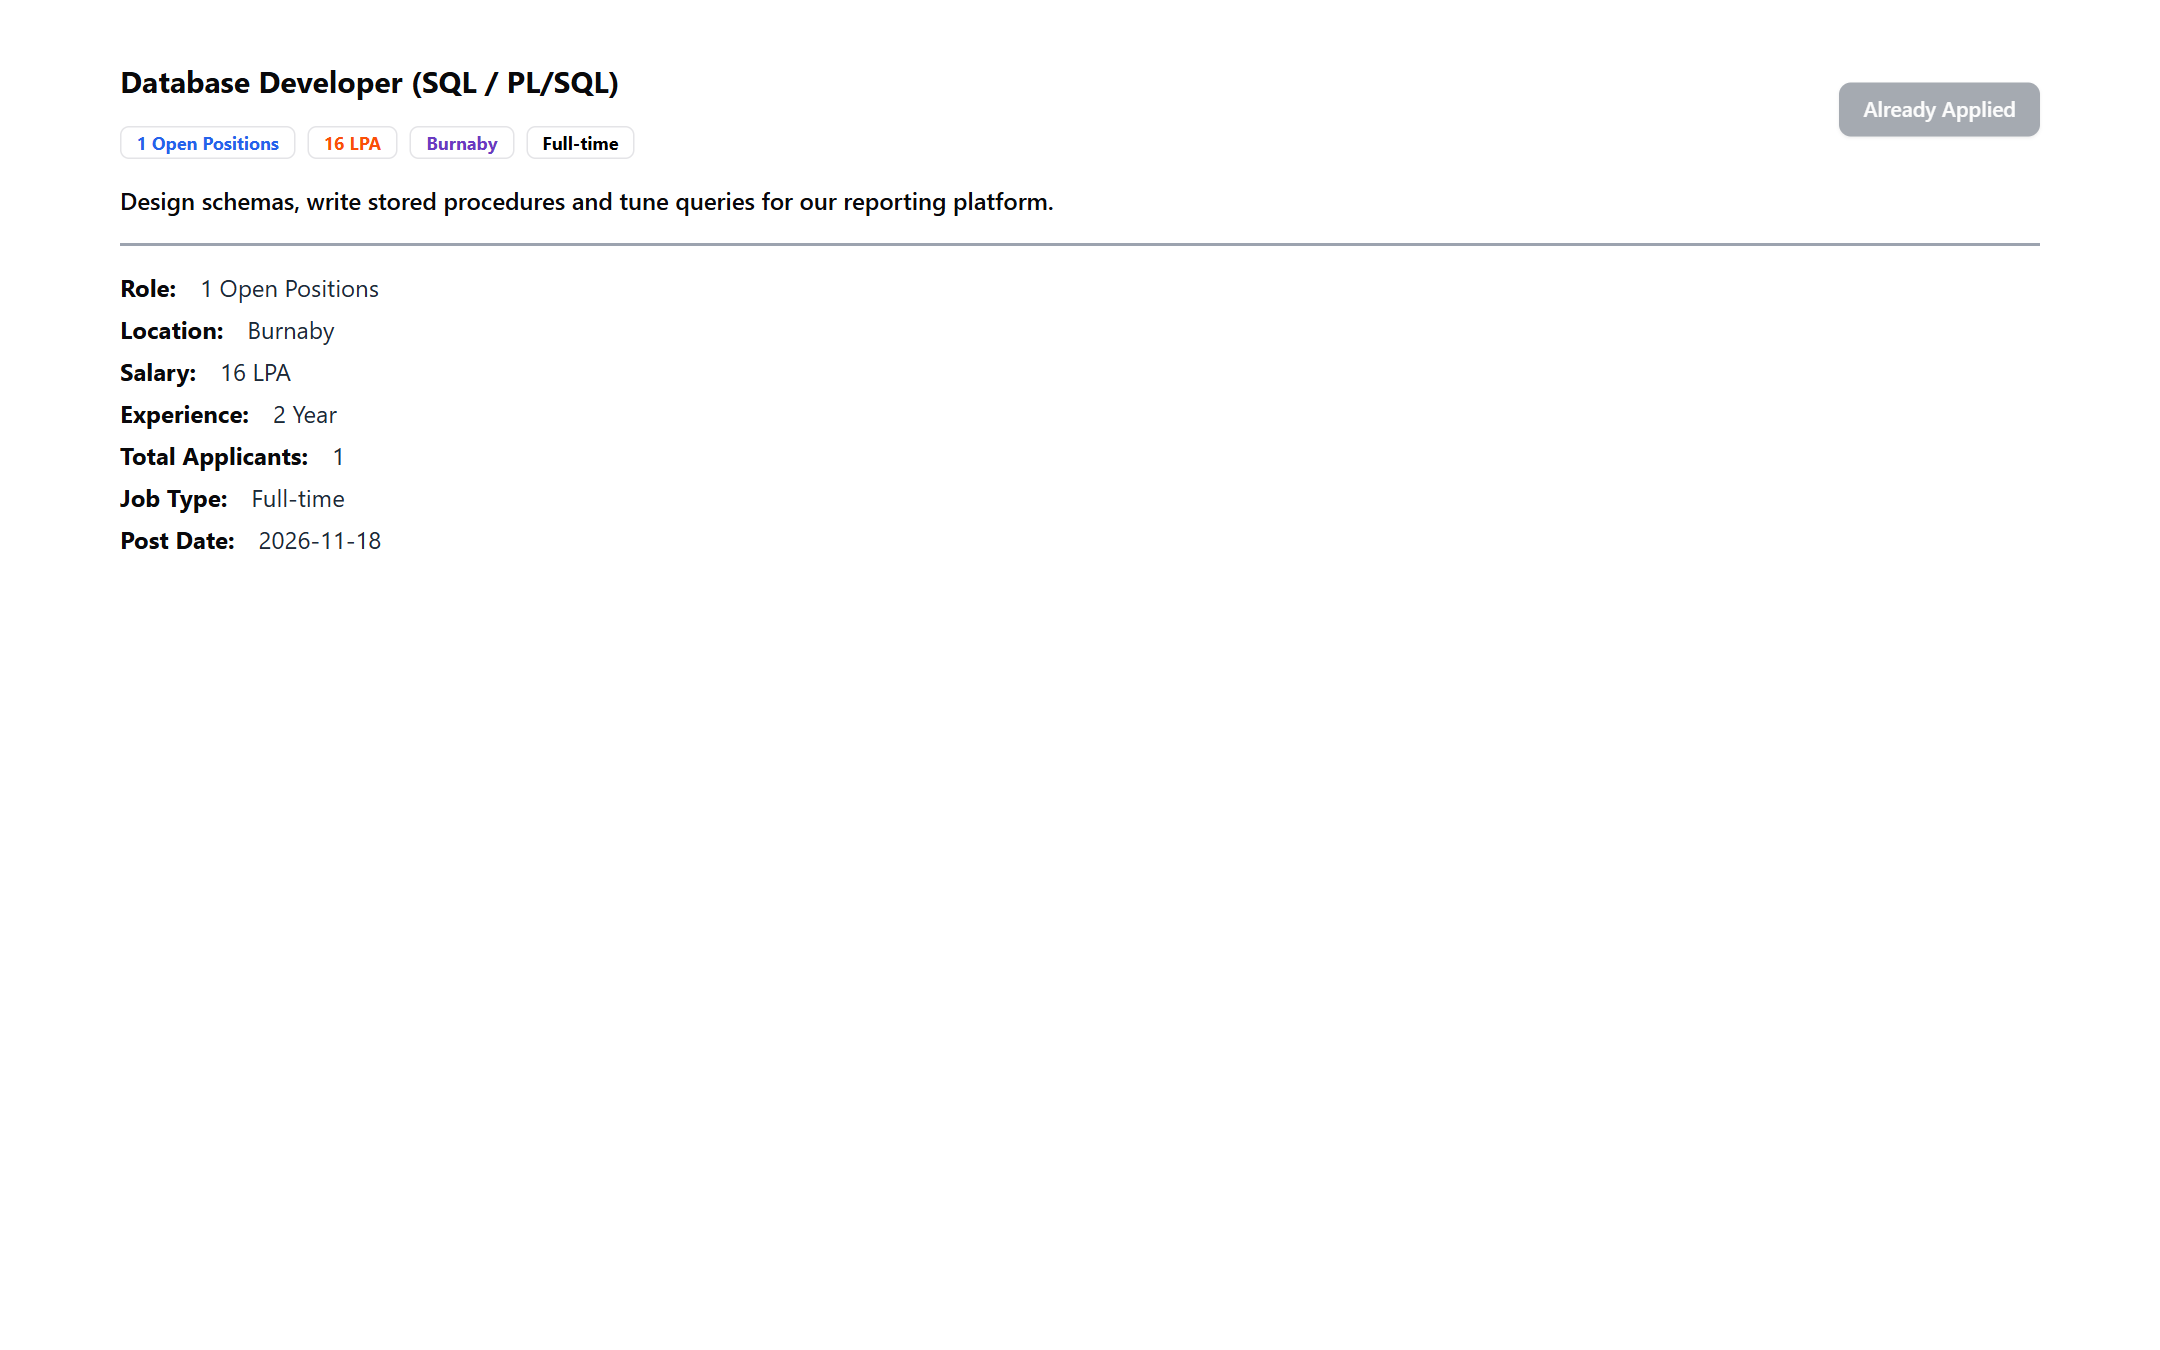 Database Developer (SQL / PL/SQL)
Already Applied
1 Open Positions
16 LPA
Burnaby
Full-time
Design schemas, write stored procedures and tune queries for our reporting platform.
Role: 1 Open Positions
Location: Burnaby
Salary: 16 LPA
Experience: 2 Year
Total Applicants: 1
Job Type: Full-time
Post Date: 2026-11-18